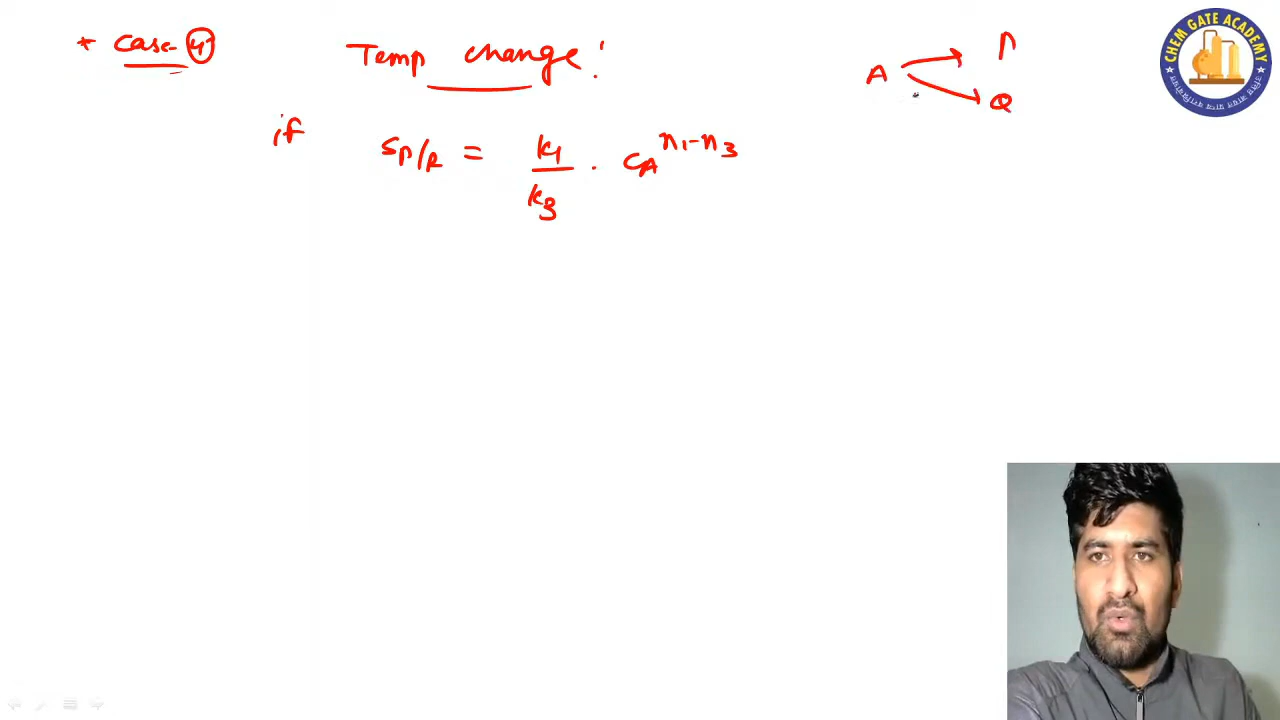 * Case-4
Temp change!
A → P
→ Q
if SP/R = k1/k3 · CA^n1-n3
CHEM GATE ACADEMY